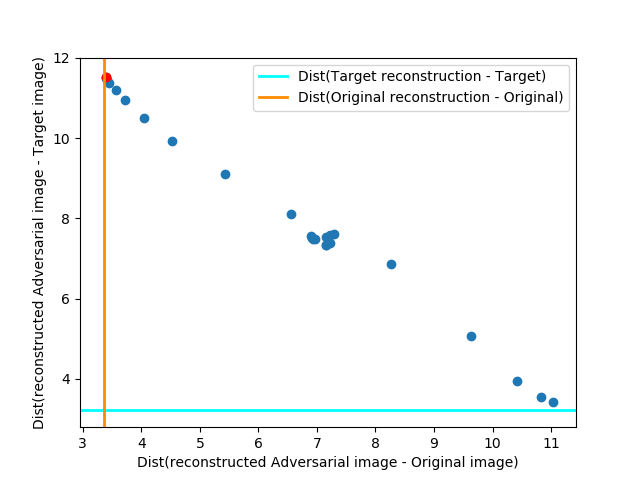 Dist(Target reconstruction - Target)
Dist(Original reconstruction - Original)
Dist(reconstructed Adversarial image - Target image)
12
10
8
6
4
3 4 5 6 7 8 9 10 11
Dist(reconstructed Adversarial image - Original image)